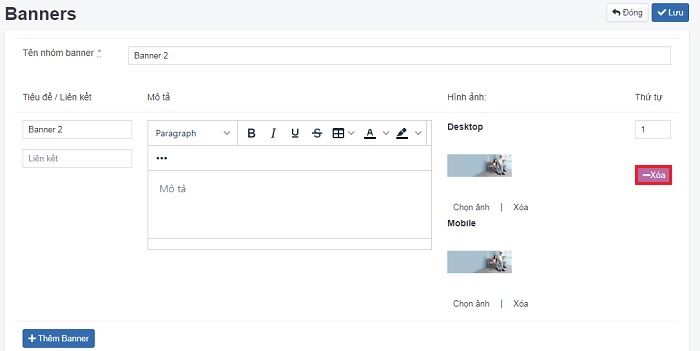 Banners
Đóng
Lưu
Tên nhóm banner *
Banner 2
Tiêu đề / Liên kết
Mô tả
Hình ảnh:
Thứ tự
Banner 2
Paragraph
B I U S A
Desktop
1
Liên kết
•••
Xóa
Mô tả
Chọn ảnh | Xóa
Mobile
Chọn ảnh | Xóa
Thêm Banner